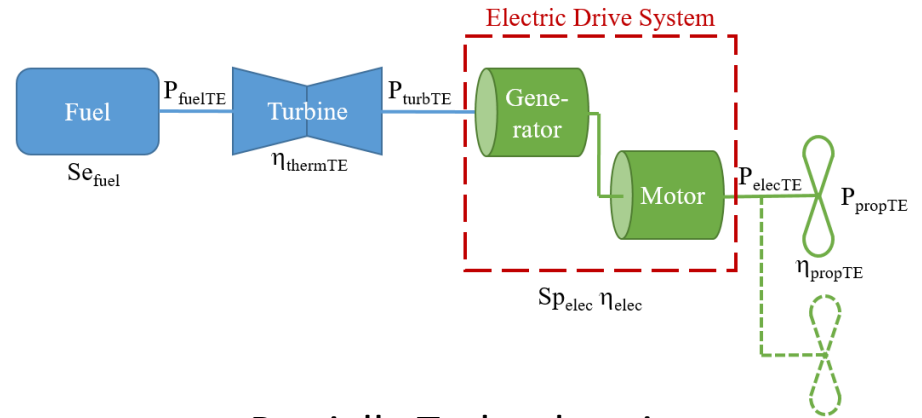 Electric Drive System
Fuel
P_fuelTE
Turbine
P_turbTE
Gene-
rator
Se_fuel
η_thermTE
Motor
P_elecTE
P_propTE
η_propTE
Sp_elec η_elec